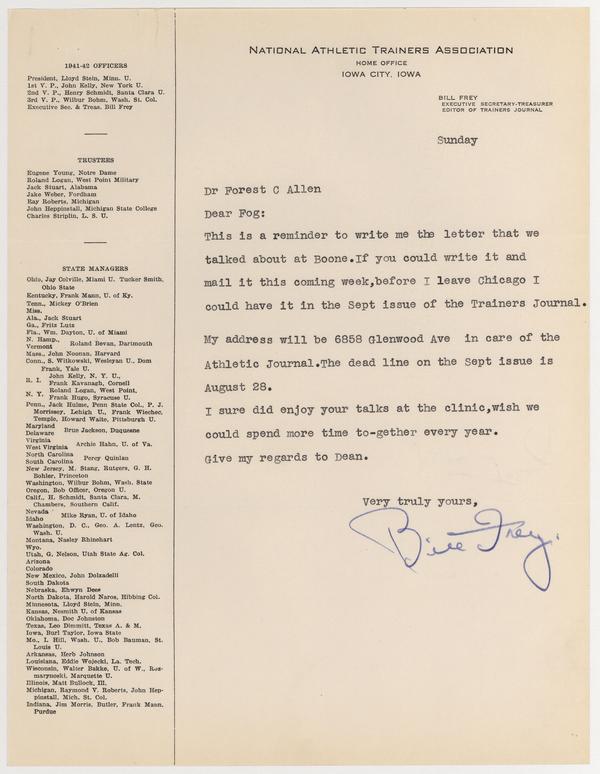 NATIONAL ATHLETIC TRAINERS ASSOCIATION
HOME OFFICE
IOWA CITY, IOWA
BILL FREY
EXECUTIVE SECRETARY-TREASURER
EDITOR OF TRAINERS JOURNAL
1941-42 OFFICERS
President, Lloyd Stein, Minn. U.
1st V. P., John Kelly, New York U.
2nd V. P., Henry Schmidt, Santa Clara U.
3rd V. P., Wilbur Bohm, Wash. St. Col.
Executive Sec. & Treas. Bill Frey
TRUSTEES
Eugene Young, Notre Dame
Roland Logan, West Point Military
Jack Stuart, Alabama
Jake Weber, Fordham
Ray Roberts, Michigan
John Heppinstall, Michigan State College
Charles Striplin, L. S. U.
STATE MANAGERS
Ohio, Jay Colville, Miami U. Tucker Smith,
Ohio State
Kentucky, Frank Mann, U. of Ky.
Tenn., Mickey O'Brien
Miss.
Ala., Jack Stuart
Ga., Fritz Lutz
Fla., Wm. Dayton, U. of Miami
N. Hamp.,
Vermont Roland Bevan, Dartmouth
Mass., John Noonan, Harvard
Conn., S. Witkowski, Wesleyan U., Dom
Frank, Yale U.
John Kelly, N. Y. U.,
R. I. Frank Kavanagh, Cornell
N. Y. Roland Logan, West Point,
Frank Hugo, Syracuse U.
Penn., Jack Hulme, Penn State Col., P. J.
Morrissey, Lehigh U., Frank Wiechec,
Temple, Howard Waite, Pittsburgh U.
Maryland
Delaware Brue Jackson, Duquesne
Virginia
West Virginia Archie Hahn, U. of Va.
North Carolina
South Carolina Percy Quinlan
New Jersey, M. Stang, Rutgers, G. H.
Bohler, Princeton
Washington, Wilbur Bohm, Wash. State
Oregon, Bob Officer, Oregon U.
Calif., H. Schmidt, Santa Clara, M.
Chambers, Southern Calif.
Nevada
Idaho Mike Ryan, U. of Idaho
Washington, D. C., Geo. A. Lentz, Geo.
Wash. U.
Montana, Nasley Rhinehart
Wyo.
Utah, G. Nelson, Utah State Ag. Col.
Arizona
Colorado
New Mexico, John Dolzadelli
South Dakota
Nebraska, Ehwyn Dees
North Dakota, Harold Naros, Hibbing Col.
Minnesota, Lloyd Stein, Minn.
Kansas, Nesmith U. of Kansas
Oklahoma, Doc Johnston
Texas, Leo Dimmitt, Texas A. & M.
Iowa, Burl Taylor, Iowa State
Mo., I. Hill, Wash. U., Bob Bauman, St.
Louis U.
Arkansas, Herb Johnson
Louisiana, Eddie Wojecki, La. Tech.
Wisconsin, Walter Bakke, U. of W., Roz-
marynoski, Marquette U.
Illinois, Matt Bullock, Ill.
Michigan, Raymond V. Roberts, John Hep-
pinstall, Mich. St. Col.
Indiana, Jim Morris, Butler, Frank Mann,
Purdue
Sunday
Dr Forest C Allen
Dear Fog:
This is a reminder to write me the letter that we
talked about at Boone.If you could write it and
mail it this coming week,before I leave Chicago I
could have it in the Sept issue of the Trainers Journal.
My address will be 6858 Glenwood Ave in care of the
Athletic Journal.The dead line on the Sept issue is
August 28.
I sure did enjoy your talks at the clinic,wish we
could spend more time to-gether every year.
Give my regards to Dean.
Very truly yours,
Bill Frey.